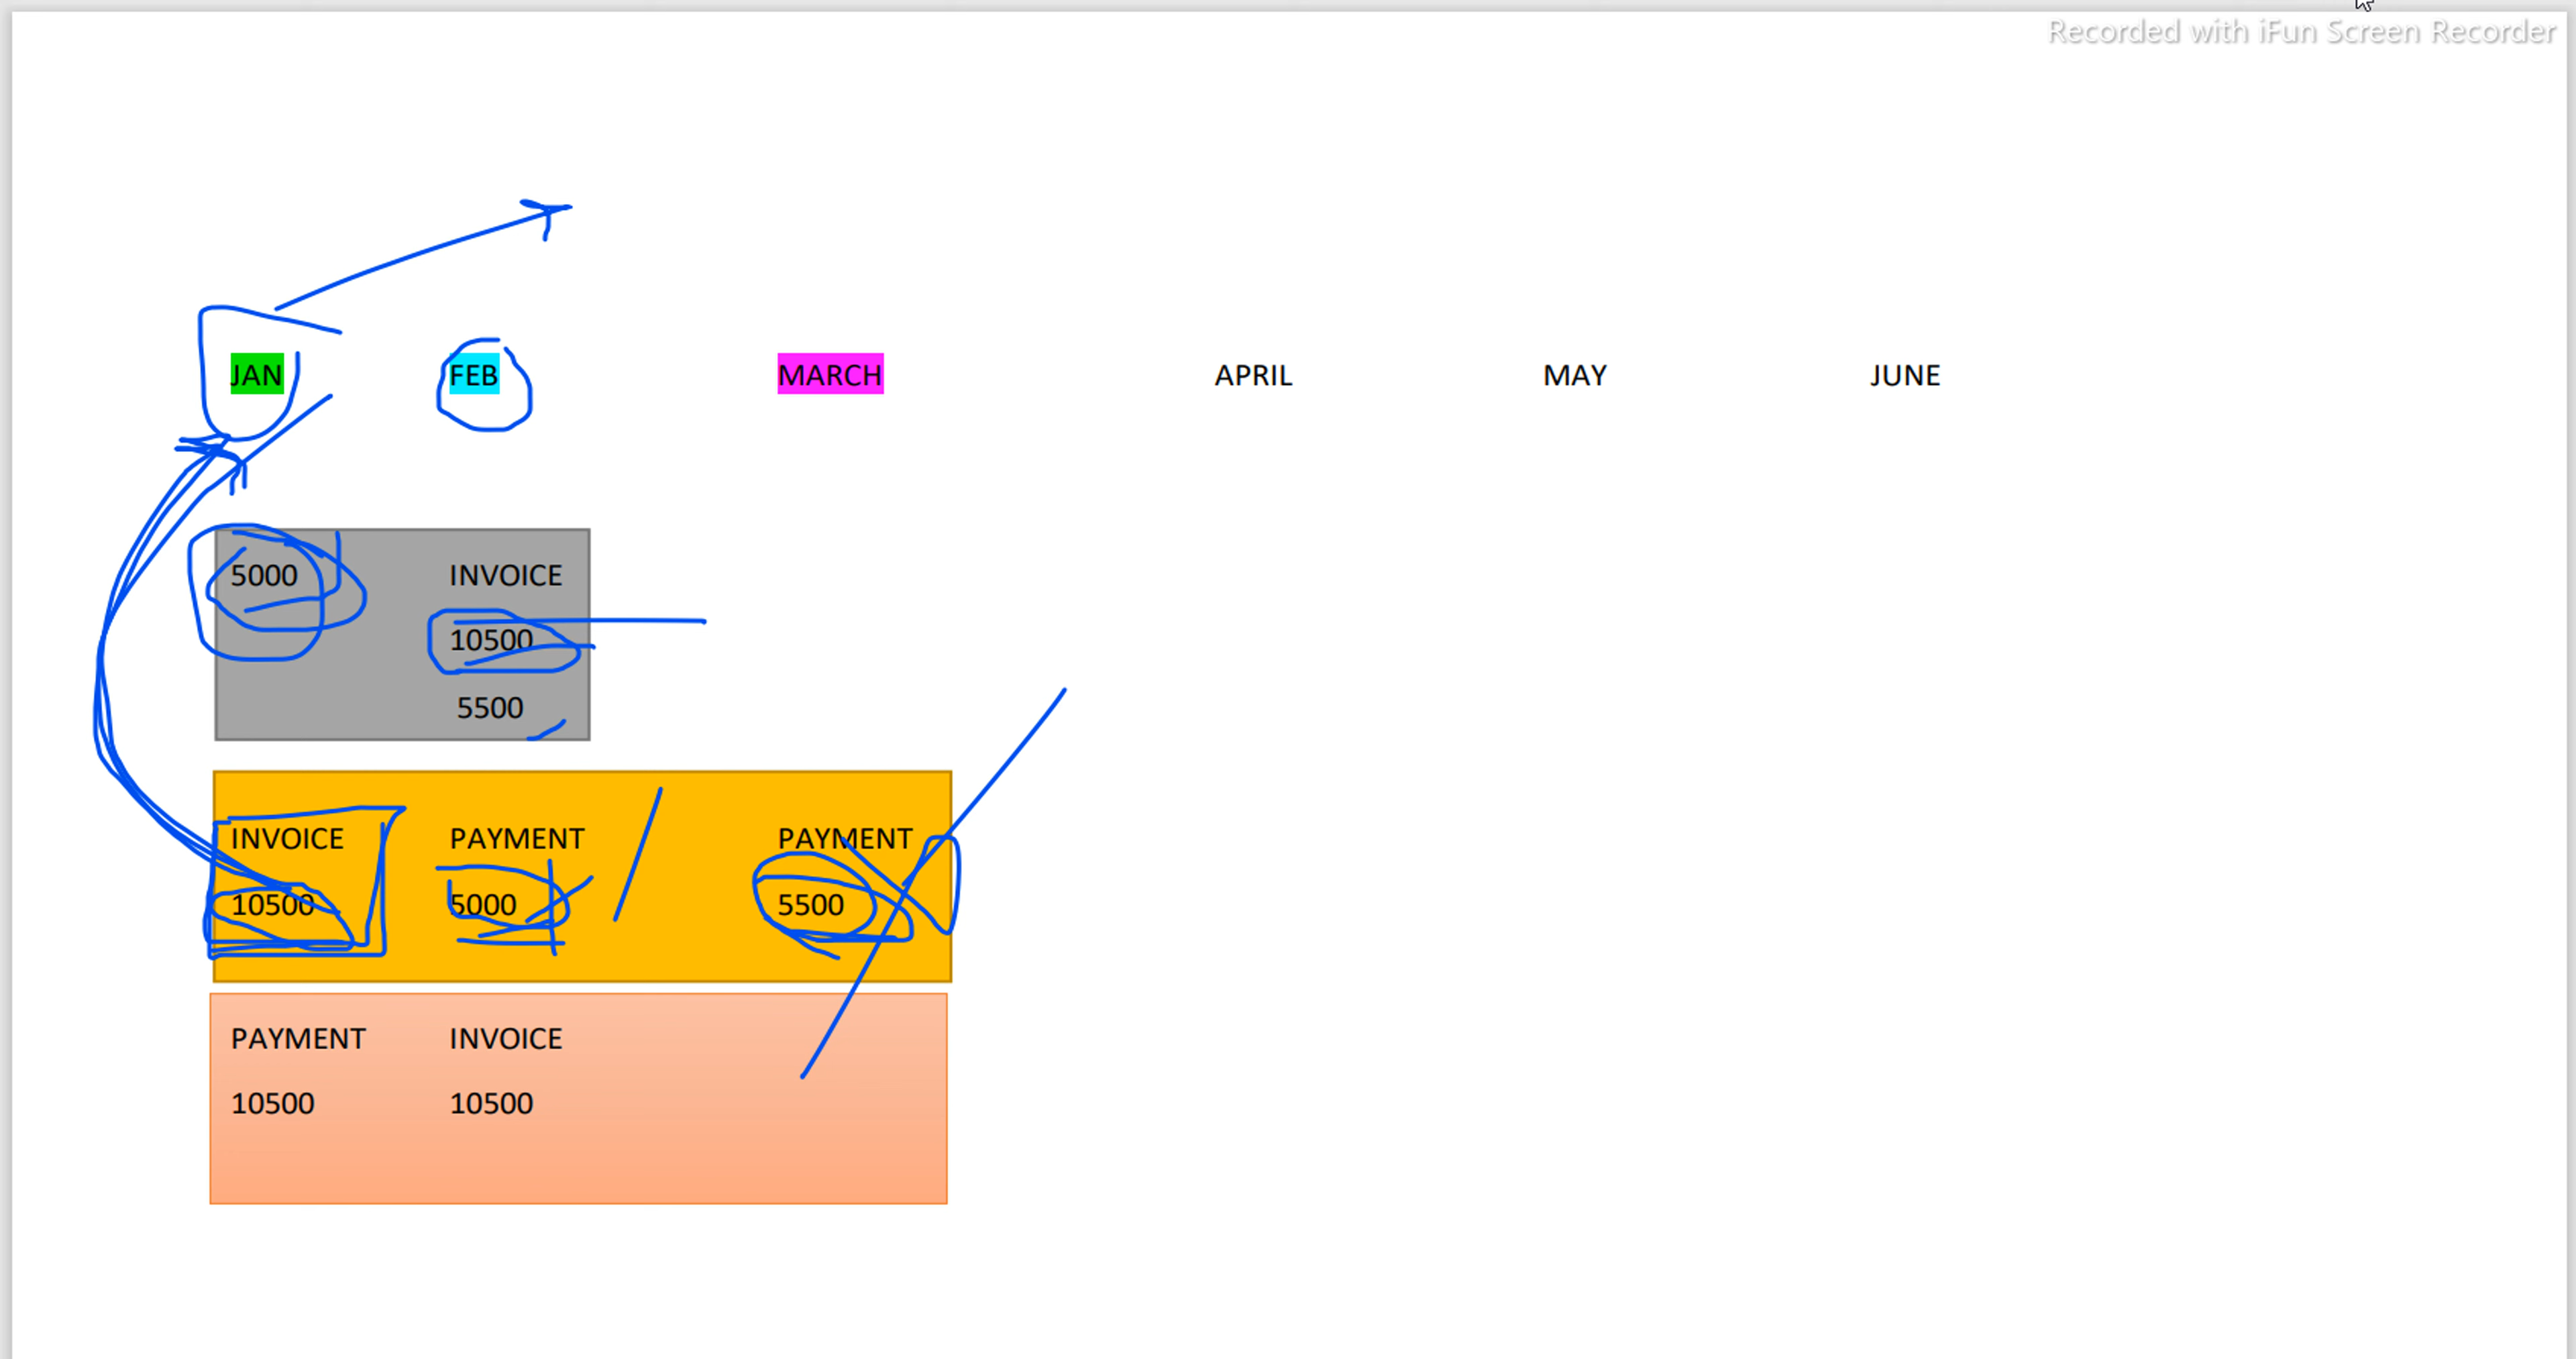 Recorded with iFun Screen Recorder
JAN FEB MARCH APRIL MAY JUNE
5000 INVOICE
10500
5500
INVOICE PAYMENT PAYMENT
10500 5000 5500
PAYMENT INVOICE
10500 10500